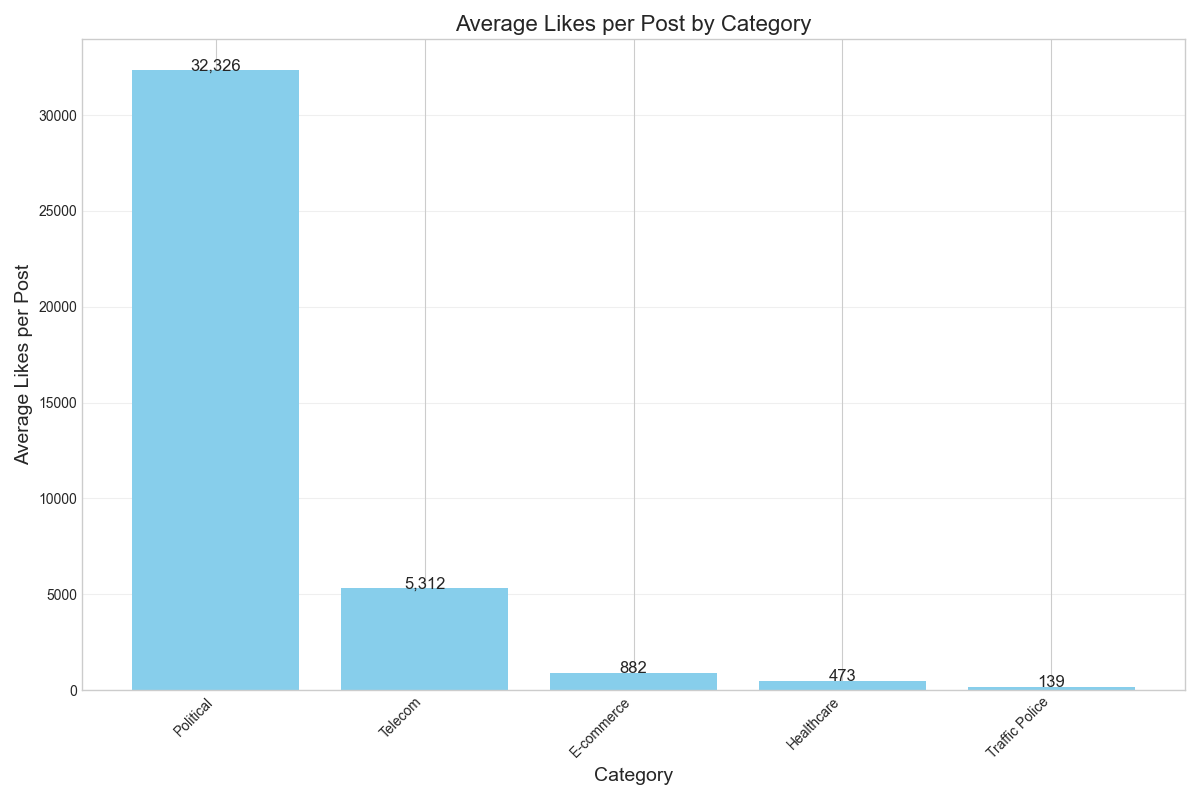 Average Likes per Post by Category
Average Likes per Post
30000
25000
20000
15000
10000
5000
0
32,326
5,312
882
473
139
Political
Telecom
E-commerce
Healthcare
Traffic Police
Category